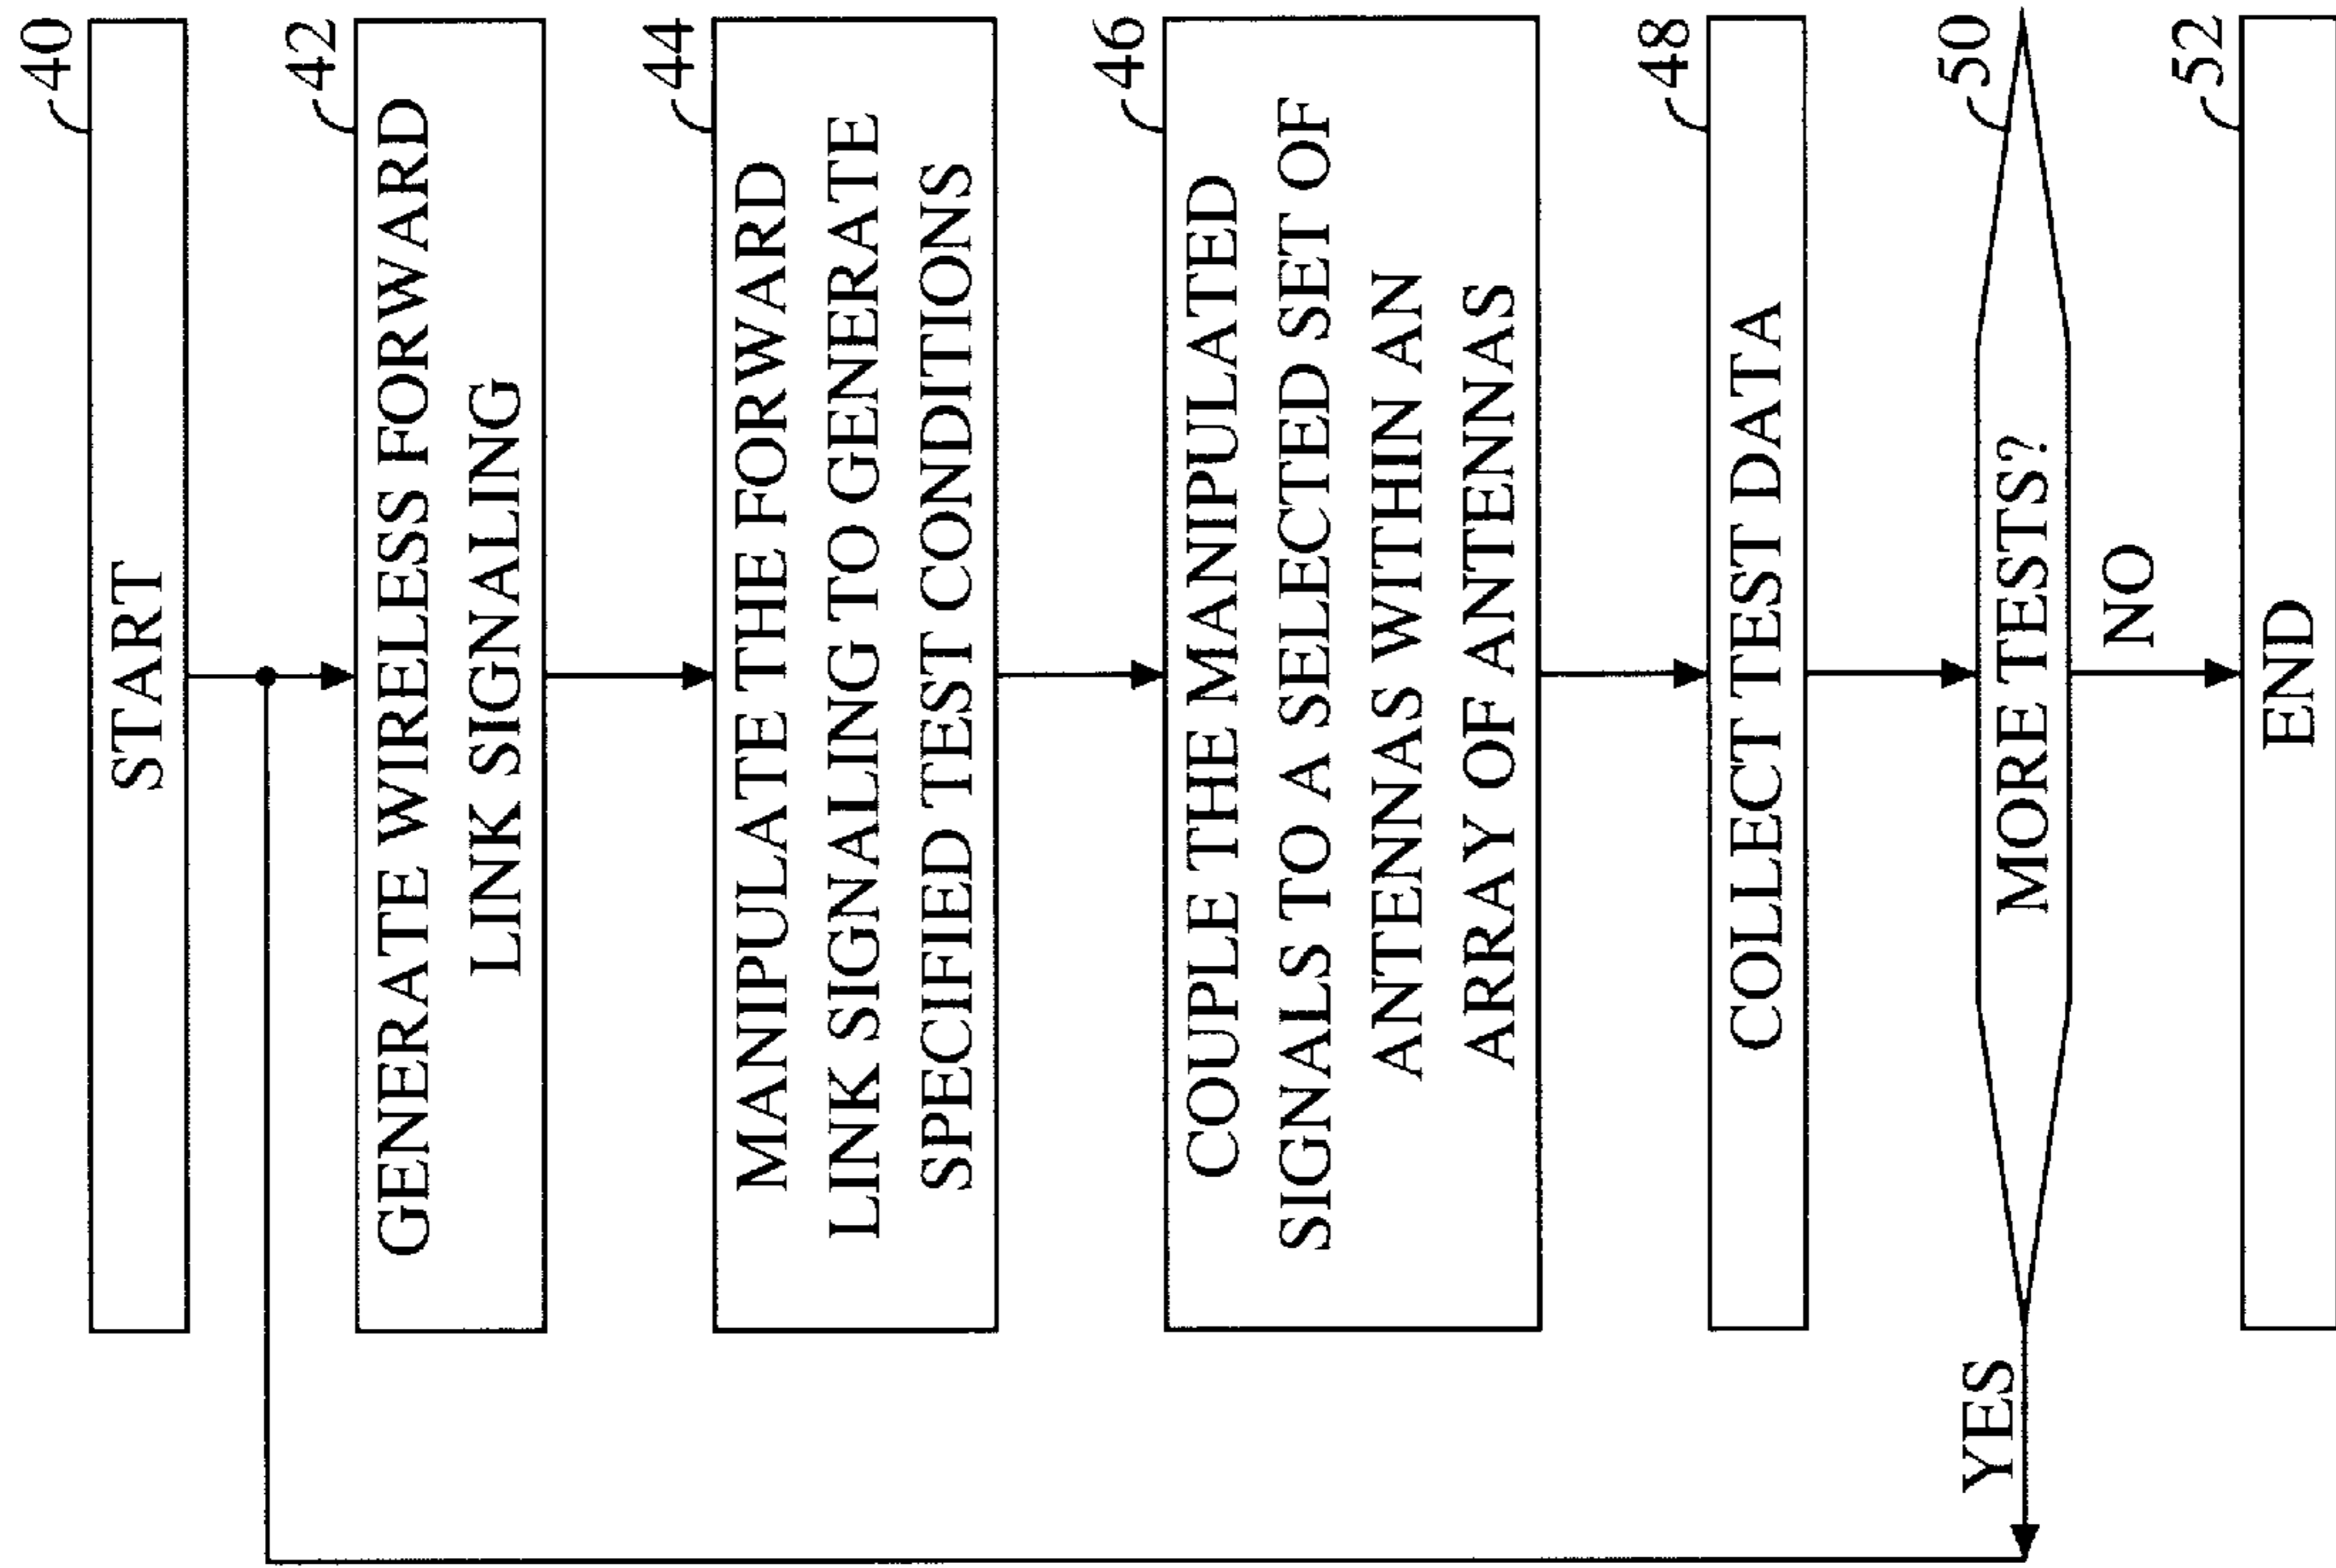 40
START
42
GENERATE WIRELESS FORWARD
LINK SIGNALING
44
MANIPULATE THE FORWARD
LINK SIGNALING TO GENERATE
SPECIFIED TEST CONDITIONS
46
COUPLE THE MANIPULATED
SIGNALS TO A SELECTED SET OF
ANTENNAS WITHIN AN
ARRAY OF ANTENNAS
48
COLLECT TEST DATA
50
YES
MORE TESTS?
NO
52
END